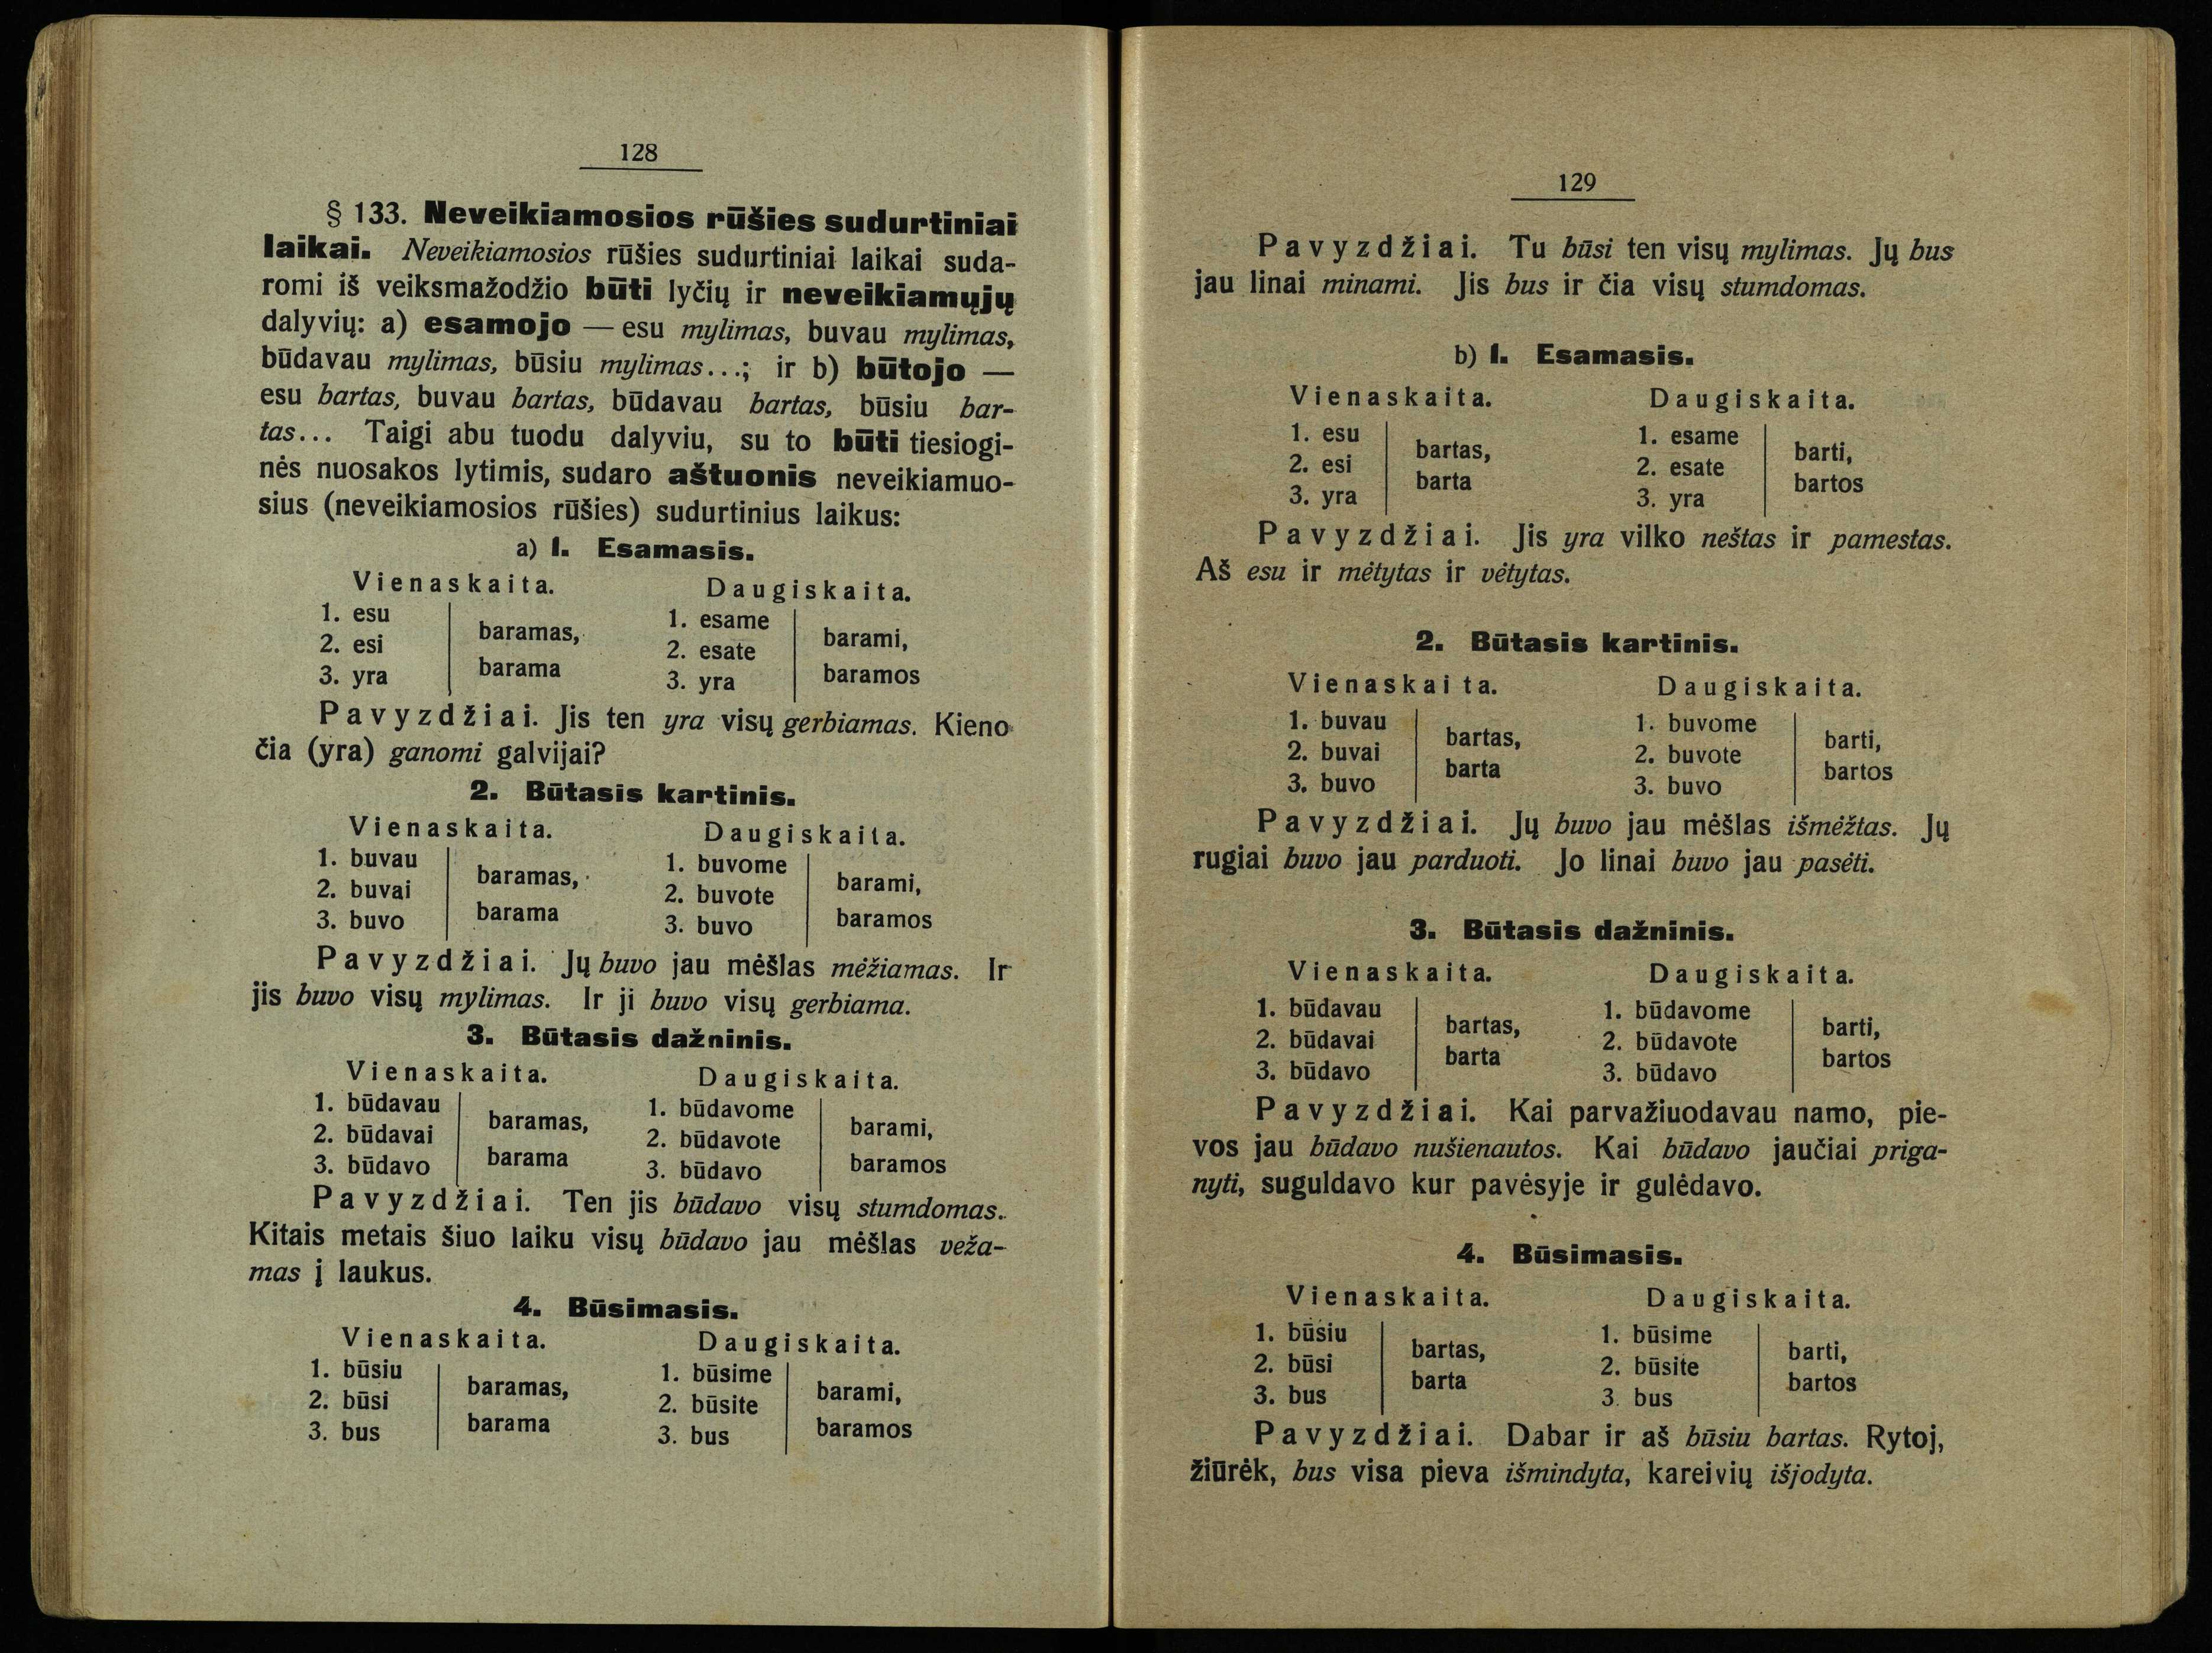 128
§ 133. Neveikiamosios rūšies sudurtiniai
laikai. Neveikiamosios rūšies sudurtiniai laikai suda-
romi iš veiksmažodžio būti lyčių ir neveikiamųjų
dalyvių: a) esamojo — esu mylimas, buvau mylimas,
būdavau mylimas, būsiu mylimas...; ir b) būtojo —
esu bartas, buvau bartas, būdavau bartas, būsiu bar-
tas... Taigi abu tuodu dalyviu, su to būti tiesiogi-
nės nuosakos lytimis, sudaro aštuonis neveikiamuo-
sius (neveikiamosios rūšies) sudurtinius laikus:
a) 1. Esamasis.
Vienaskaita. Daugiskaita.
1. esu 1. esame
baramas, barami,
2. esi 2. esate
barama baramos
3. yra 3. yra
Pavyzdžiai. Jis ten yra visų gerbiamas. Kieno
čia (yra) ganomi galvijai?
2. Būtasis kartinis.
Vienaskaita. Daugiskaita.
1. buvau 1. buvome
baramas, barami,
2. buvai 2. buvote
barama baramos
3. buvo 3. buvo
Pavyzdžiai. Jų buvo jau mėšlas mėžiamas. Ir
jis buvo visų mylimas. Ir ji buvo visų gerbiama.
3. Būtasis dažninis.
Vienaskaita. Daugiskaita.
1. būdavau 1. būdavome
baramas, barami,
2. būdavai 2. būdavote
barama baramos
3. būdavo 3. būdavo
Pavyzdžiai. Ten jis būdavo visų stumdomas.
Kitais metais šiuo laiku visų būdavo jau mėšlas veža-
mas į laukus.
4. Būsimasis.
Vienaskaita. Daugiskaita.
1. būsiu 1. būsime
baramas, barami,
2. būsi 2. būsite
barama baramos
3. bus 3. bus
129
Pavyzdžiai. Tu būsi ten visų mylimas. Jų bus
jau linai minami. Jis bus ir čia visų stumdomas.
b) 1. Esamasis.
Vienaskaita. Daugiskaita.
1. esu 1. esame
bartas, barti,
2. esi 2. esate
barta bartos
3. yra 3. yra
Pavyzdžiai. Jis yra vilko neštas ir pamestas.
Aš esu ir mėtytas ir vėtytas.
2. Būtasis kartinis.
Vienaskaita. Daugiskaita.
1. buvau 1. buvome
bartas, barti,
2. buvai 2. buvote
barta bartos
3. buvo 3. buvo
Pavyzdžiai. Jų buvo jau mėšlas išmėžtas. Jų
rugiai buvo jau parduoti. Jo linai buvo jau pasėti.
3. Būtasis dažninis.
Vienaskaita. Daugiskaita.
1. būdavau 1. būdavome
bartas, barti,
2. būdavai 2. būdavote
barta bartos
3. būdavo 3. būdavo
Pavyzdžiai. Kai parvažiuodavau namo, pie-
vos jau būdavo nušienautos. Kai būdavo jaučiai priga-
nyti, suguldavo kur pavėsyje ir gulėdavo.
4. Būsimasis.
Vienaskaita. Daugiskaita.
1. būsiu 1. būsime
bartas, barti,
2. būsi 2. būsite
barta bartos
3. bus 3. bus
Pavyzdžiai. Dabar ir aš būsiu bartas. Rytoj,
žiūrėk, bus visa pieva išmindyta, kareivių išjodyta.